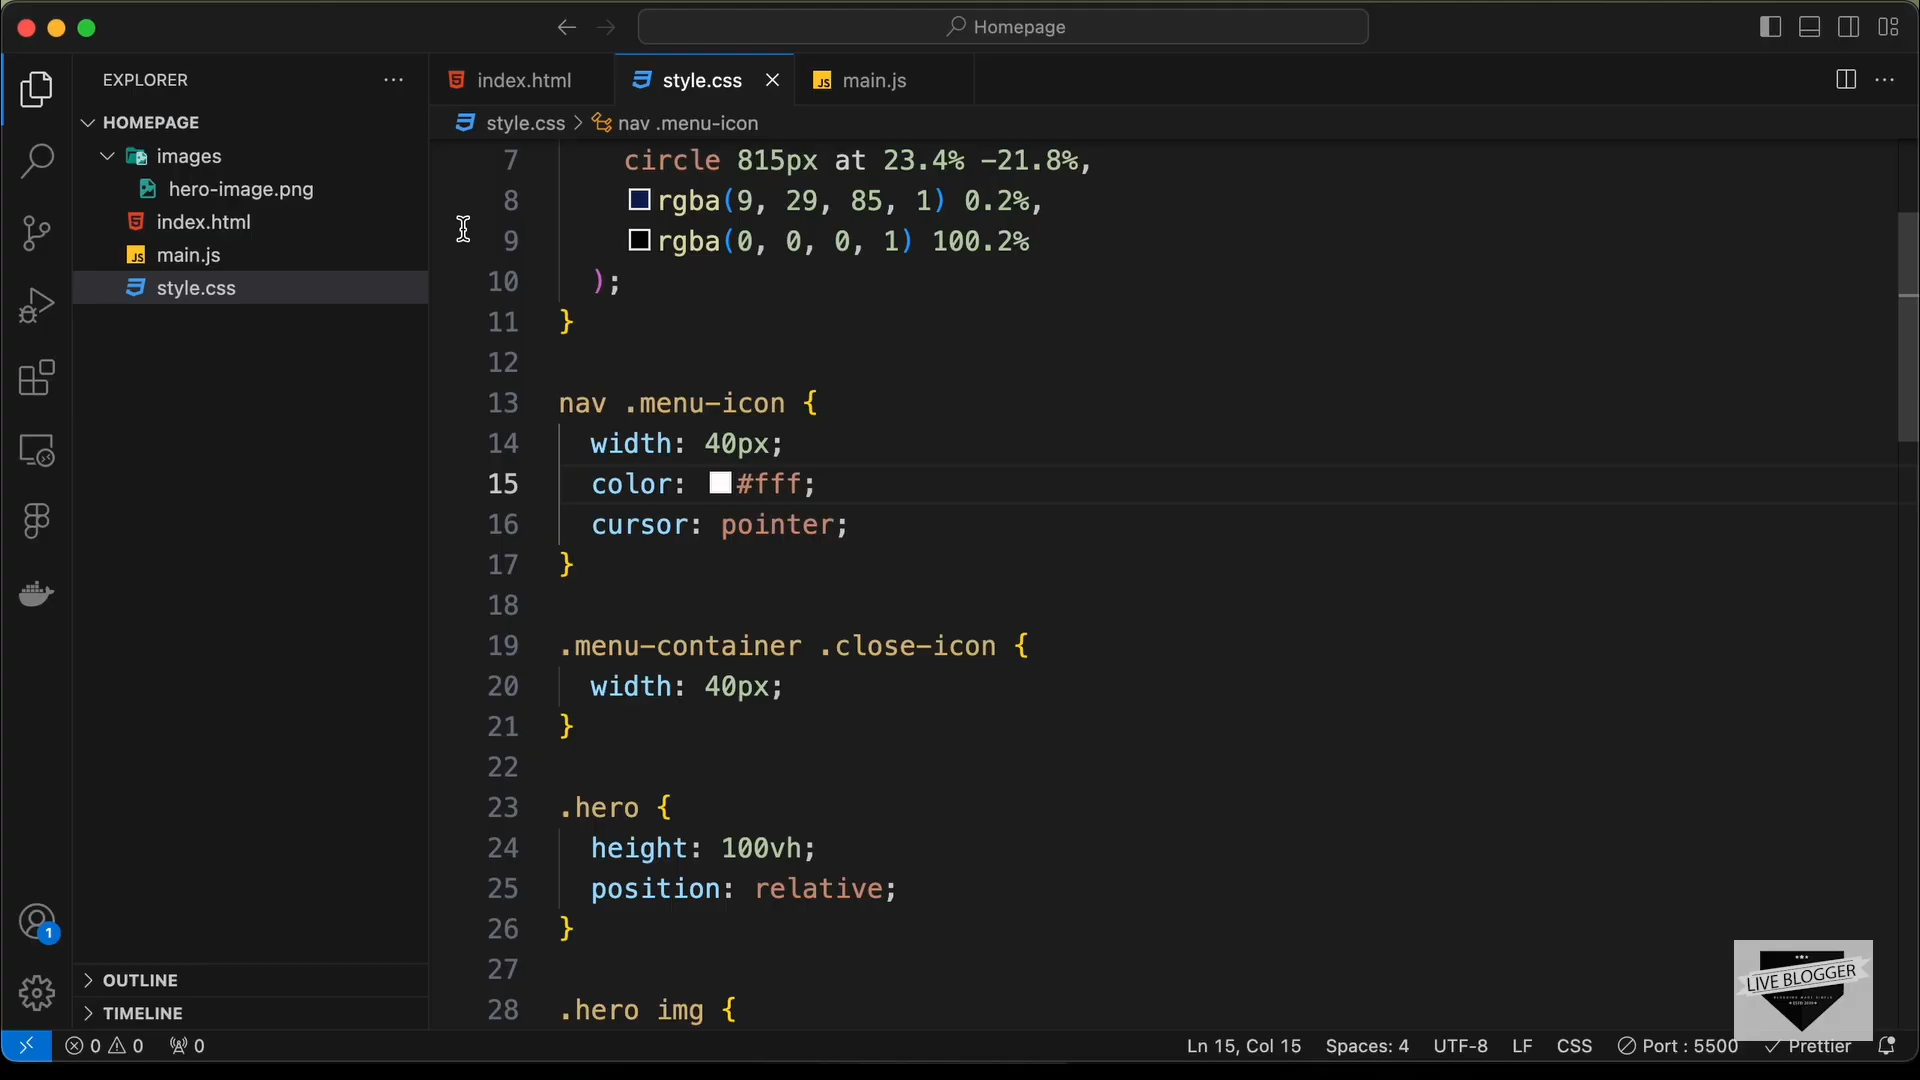 Homepage
EXPLORER
HOMEPAGE
images
hero-image.png
index.html
main.js
style.css
OUTLINE
TIMELINE
index.html
style.css
main.js
style.css > nav .menu-icon
7 circle 815px at 23.4% -21.8%,
8 rgba(9, 29, 85, 1) 0.2%,
9 rgba(0, 0, 0, 1) 100.2%
10 );
11 }
12
13 nav .menu-icon {
14 width: 40px;
15 color: #fff;
16 cursor: pointer;
17 }
18
19 .menu-container .close-icon {
20 width: 40px;
21 }
22
23 .hero {
24 height: 100vh;
25 position: relative;
26 }
27
28 .hero img {
LIVE BLOGGER
1
0 0 0
Ln 15, Col 15 Spaces: 4 UTF-8 LF CSS Port : 5500 Prettier